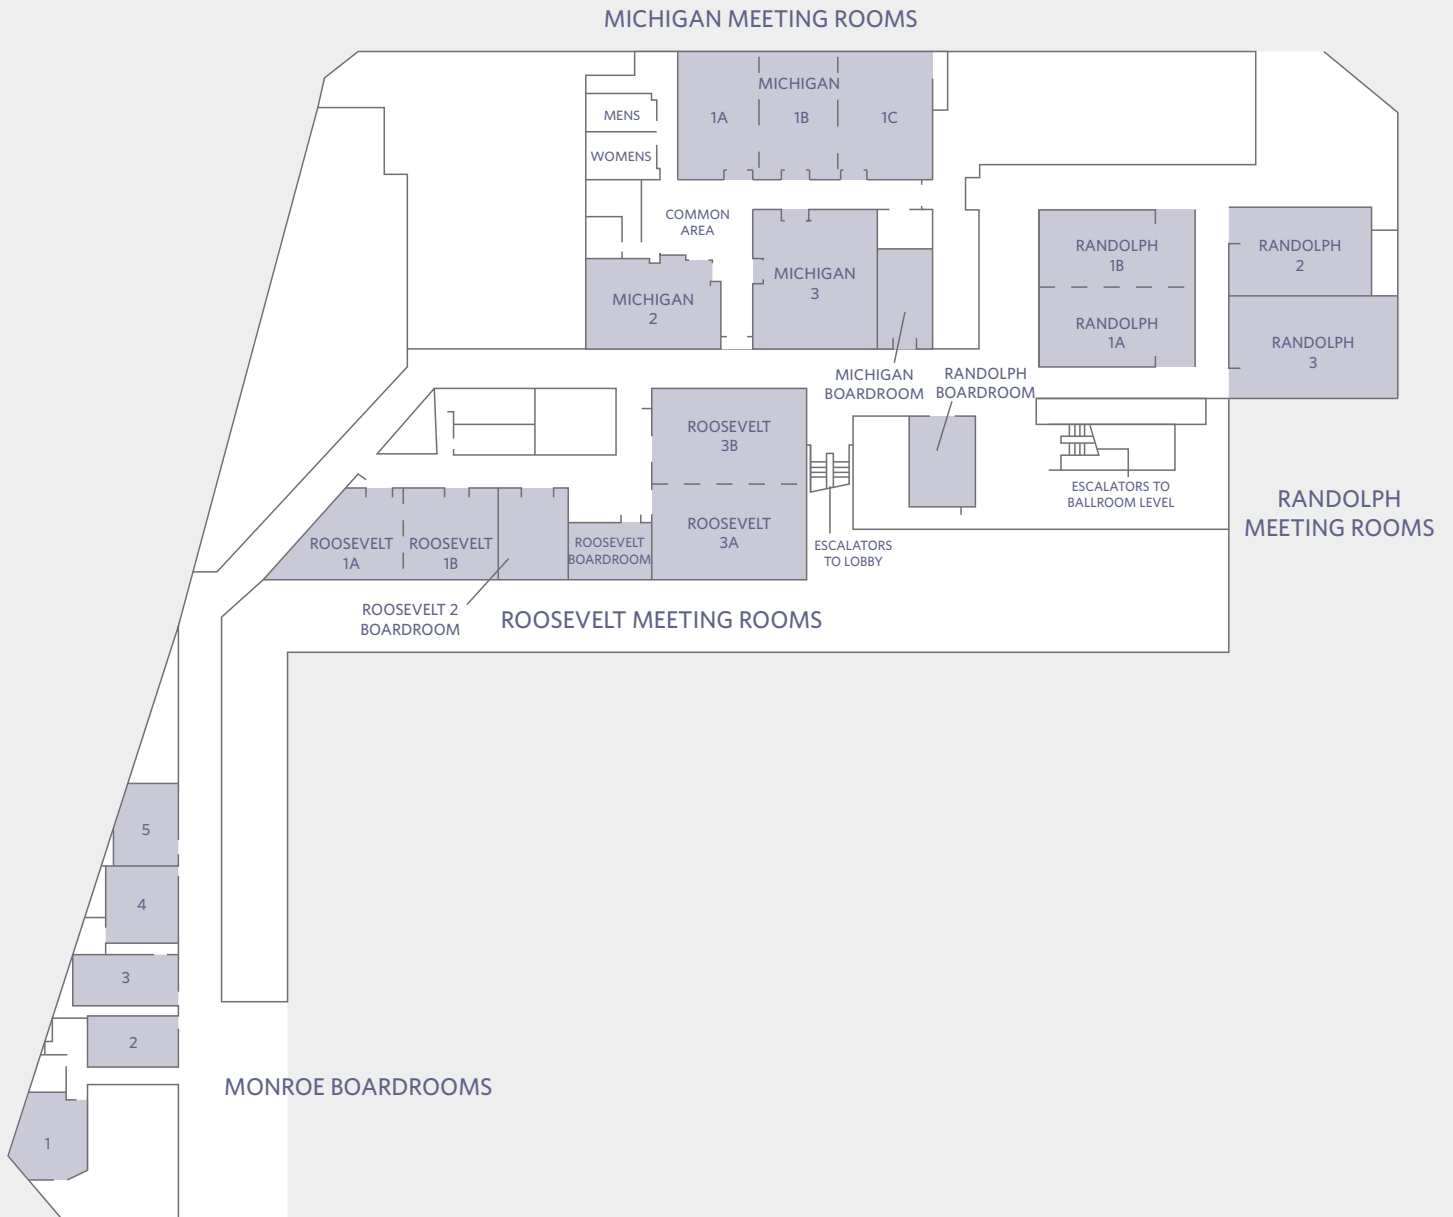 MICHIGAN MEETING ROOMS
MICHIGAN
1A
1B
1C
MENS
WOMENS
COMMON
AREA
MICHIGAN
2
MICHIGAN
3
MICHIGAN
BOARDROOM
RANDOLPH
1B
RANDOLPH
1A
RANDOLPH
2
RANDOLPH
3
RANDOLPH
BOARDROOM
ROOSEVELT
3B
ROOSEVELT
3A
ESCALATORS TO
BALLROOM LEVEL
RANDOLPH
MEETING ROOMS
ROOSEVELT
1A
ROOSEVELT
1B
ROOSEVELT
BOARDROOM
ESCALATORS
TO LOBBY
ROOSEVELT 2
BOARDROOM
ROOSEVELT MEETING ROOMS
5
4
3
2
MONROE BOARDROOMS
1